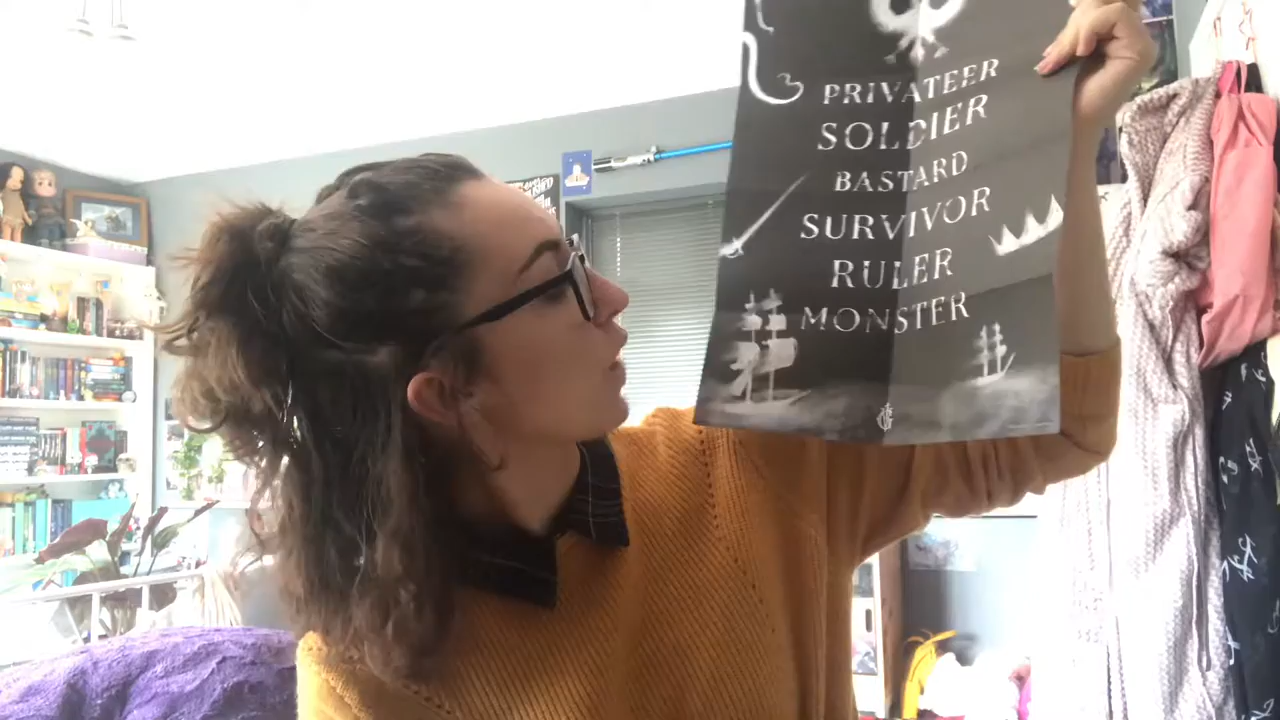 PRIVATEER
SOLDIER
BASTARD
SURVIVOR
RULER
MONSTER